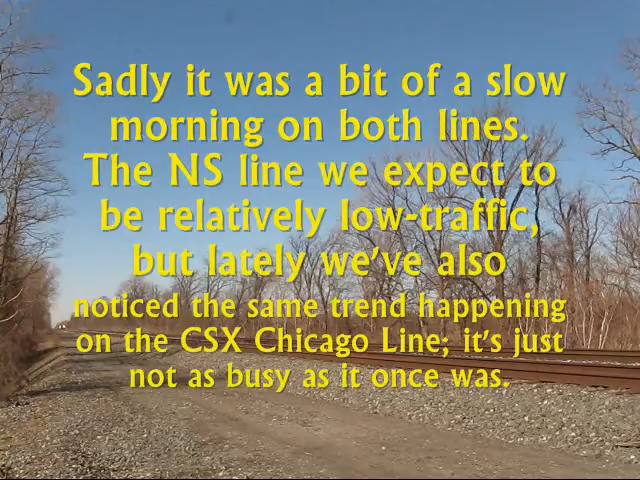 Sadly it was a bit of a slow
morning on both lines.
The NS line we expect to
be relatively low-traffic,
but lately we've also
noticed the same trend happening
on the CSX Chicago Line; it's just
not as busy as it once was.